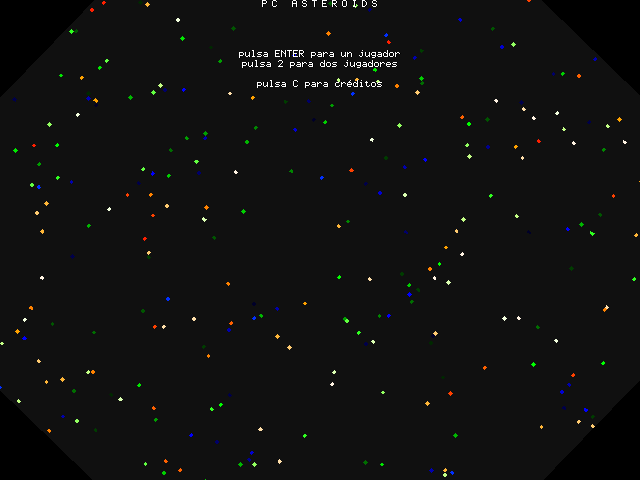 PC ASTEROIDS
pulsa ENTER para un jugador
pulsa 2 para dos jugadores
pulsa C para créditos